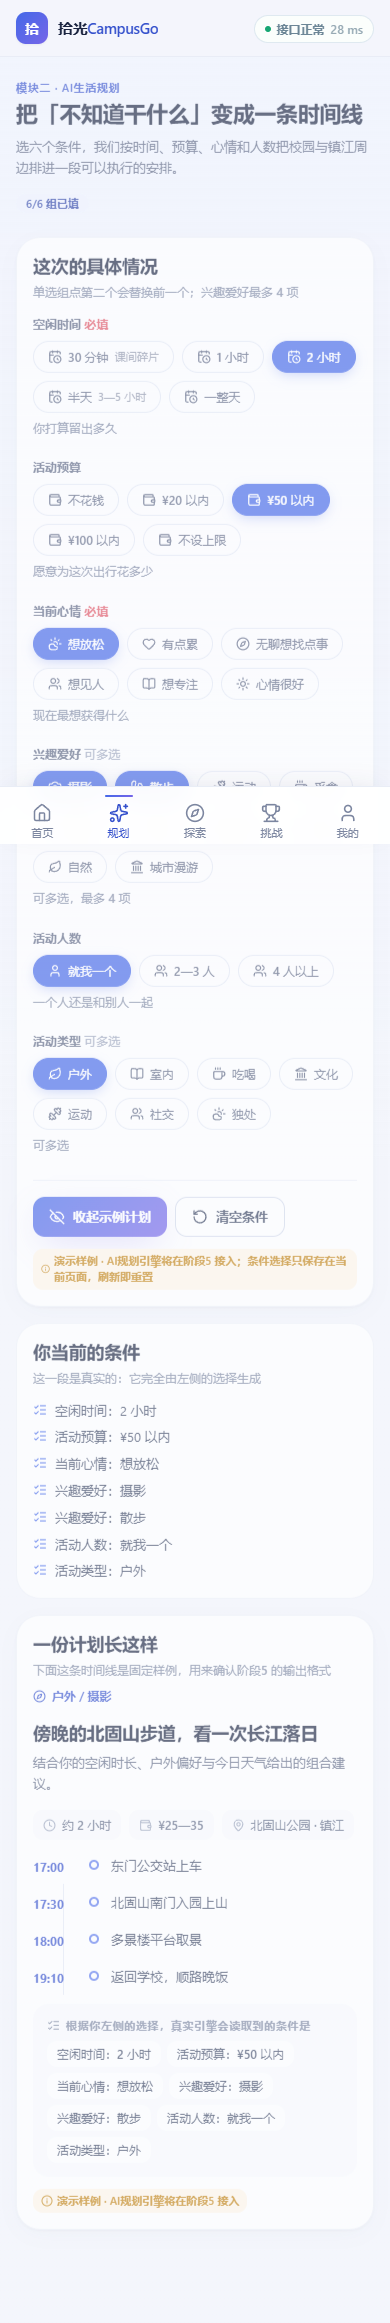 拾 拾光CampusGo 接口正常 28 ms
模块二 · AI生活规划
把「不知道干什么」变成一条时间线
选六个条件，我们按时间、预算、心情和人数把校园与镇江周
边排进一段可以执行的安排。
6/6 组已填
这次的具体情况
单选组点第二个会替换前一个；兴趣爱好最多 4 项
空闲时间 必填
30 分钟 课间碎片 1 小时 2 小时
半天 3—5 小时 一整天
你打算留出多久
活动预算
不花钱 ¥20 以内 ¥50 以内
¥100 以内 不设上限
愿意为这次出行花多少
当前心情 必填
想放松 有点累 无聊想找点事
想见人 想专注 心情很好
现在最想获得什么
兴趣爱好 可多选
摄影 散步 运动
首页 规划 探索 挑战 我的
自然 城市漫游
可多选，最多 4 项
活动人数
就我一个 2—3 人 4 人以上
一个人还是和别人一起
活动类型 可多选
户外 室内 吃喝 文化
运动 社交 独处
可多选
收起示例计划 清空条件
演示样例 · AI规划引擎将在阶段5 接入；条件选择只保存在当
前页面，刷新即重置
你当前的条件
这一段是真实的：它完全由左侧的选择生成
空闲时间：2 小时
活动预算：¥50 以内
当前心情：想放松
兴趣爱好：摄影
兴趣爱好：散步
活动人数：就我一个
活动类型：户外
一份计划长这样
下面这条时间线是固定样例，用来确认阶段5 的输出格式
户外 / 摄影
傍晚的北固山步道，看一次长江落日
结合你的空闲时长、户外偏好与今日天气给出的组合建
议。
约 2 小时 ¥25—35 北固山公园 · 镇江
17:00 东门公交站上车
17:30 北固山南门入园上山
18:00 多景楼平台取景
19:10 返回学校，顺路晚饭
根据你左侧的选择，真实引擎会读取到的条件是
空闲时间：2 小时 活动预算：¥50 以内
当前心情：想放松 兴趣爱好：摄影
兴趣爱好：散步 活动人数：就我一个
活动类型：户外
演示样例 · AI规划引擎将在阶段5 接入